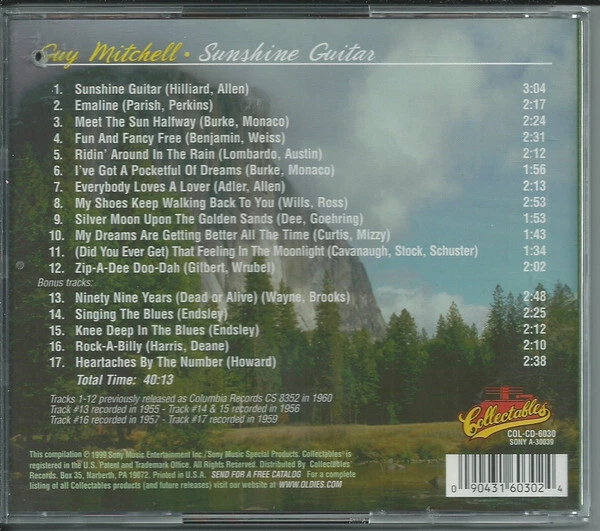 Guy Mitchell • Sunshine Guitar
1. Sunshine Guitar (Hilliard, Allen) 3:04
2. Emaline (Parish, Perkins) 2:17
3. Meet The Sun Halfway (Burke, Monaco) 2:24
4. Fun And Fancy Free (Benjamin, Weiss) 2:31
5. Ridin' Around In The Rain (Lombardo, Austin) 2:12
6. I've Got A Pocketful Of Dreams (Burke, Monaco) 1:56
7. Everybody Loves A Lover (Adler, Allen) 2:13
8. My Shoes Keep Walking Back To You (Wills, Ross) 2:53
9. Silver Moon Upon The Golden Sands (Dee, Goehring) 1:53
10. My Dreams Are Getting Better All The Time (Curtis, Mizzy) 1:43
11. (Did You Ever Get) That Feeling In The Moonlight (Cavanaugh, Stock, Schuster) 1:34
12. Zip-A-Dee Doo-Dah (Gilbert, Wrubel) 2:02
Bonus tracks:
13. Ninety Nine Years (Dead or Alive) (Wayne, Brooks) 2:48
14. Singing The Blues (Endsley) 2:25
15. Knee Deep In The Blues (Endsley) 2:12
16. Rock-A-Billy (Harris, Deane) 2:10
17. Heartaches By The Number (Howard) 2:38
Total Time: 40:13
Tracks 1-12 previously released as Columbia Records CS 8352 in 1960
Track #13 recorded in 1955 - Track #14 & 15 recorded in 1956
Track #16 recorded in 1957 - Track #17 recorded in 1959
Collectables
COL-CD-6030
SONY A-30039
This compilation ℗ © 1999 Sony Music Entertainment Inc./Sony Music Special Products. Collectables® is
registered in the U.S. Patent and Trademark Office. All Rights Reserved. Distributed By Collectables
Records. Box 35, Narberth, PA 19072. Printed in U.S.A. SEND FOR A FREE CATALOG for a complete
listing of all Collectables products (and future releases) visit our website at WWW.OLDIES.COM
0 90431 60302 4